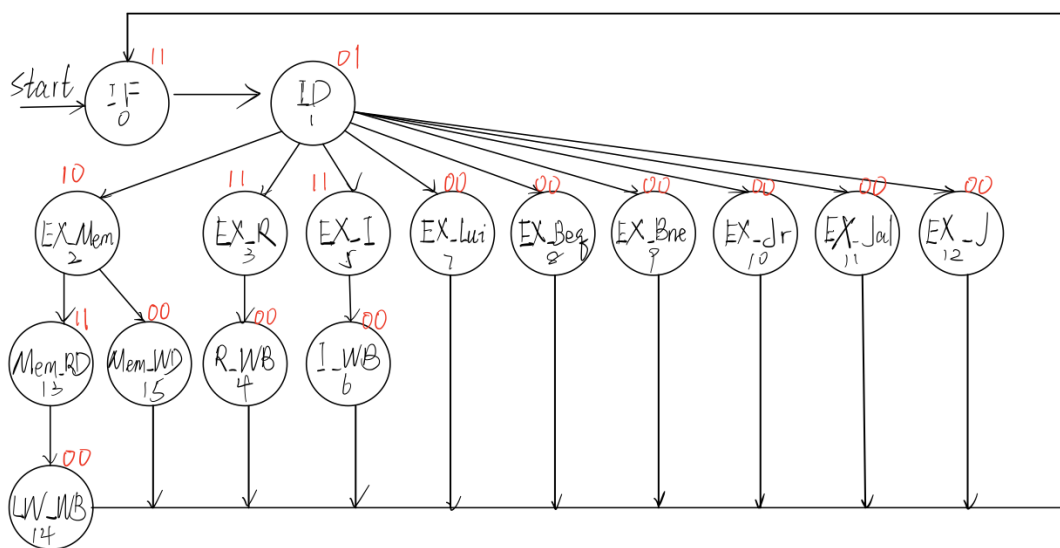 11
01
Start
IF
0
ID
1
10
11
11
00
00
00
00
00
00
EX_Mem
2
EX_R
3
EX_I
5
EX_Lui
7
EX_Beq
8
EX_Bne
9
EX_Jr
10
EX_Jal
11
EX_J
12
11
00
00
00
Mem_RD
13
Mem_WD
15
R_WB
4
I_WB
6
00
LW_WB
14